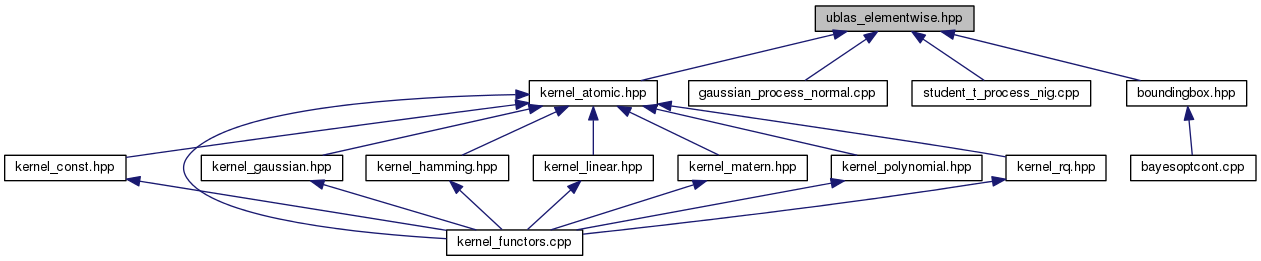 ublas_elementwise.hpp
kernel_atomic.hpp
gaussian_process_normal.cpp
student_t_process_nig.cpp
boundingbox.hpp
kernel_const.hpp
kernel_gaussian.hpp
kernel_hamming.hpp
kernel_linear.hpp
kernel_matern.hpp
kernel_polynomial.hpp
kernel_rq.hpp
bayesoptcont.cpp
kernel_functors.cpp